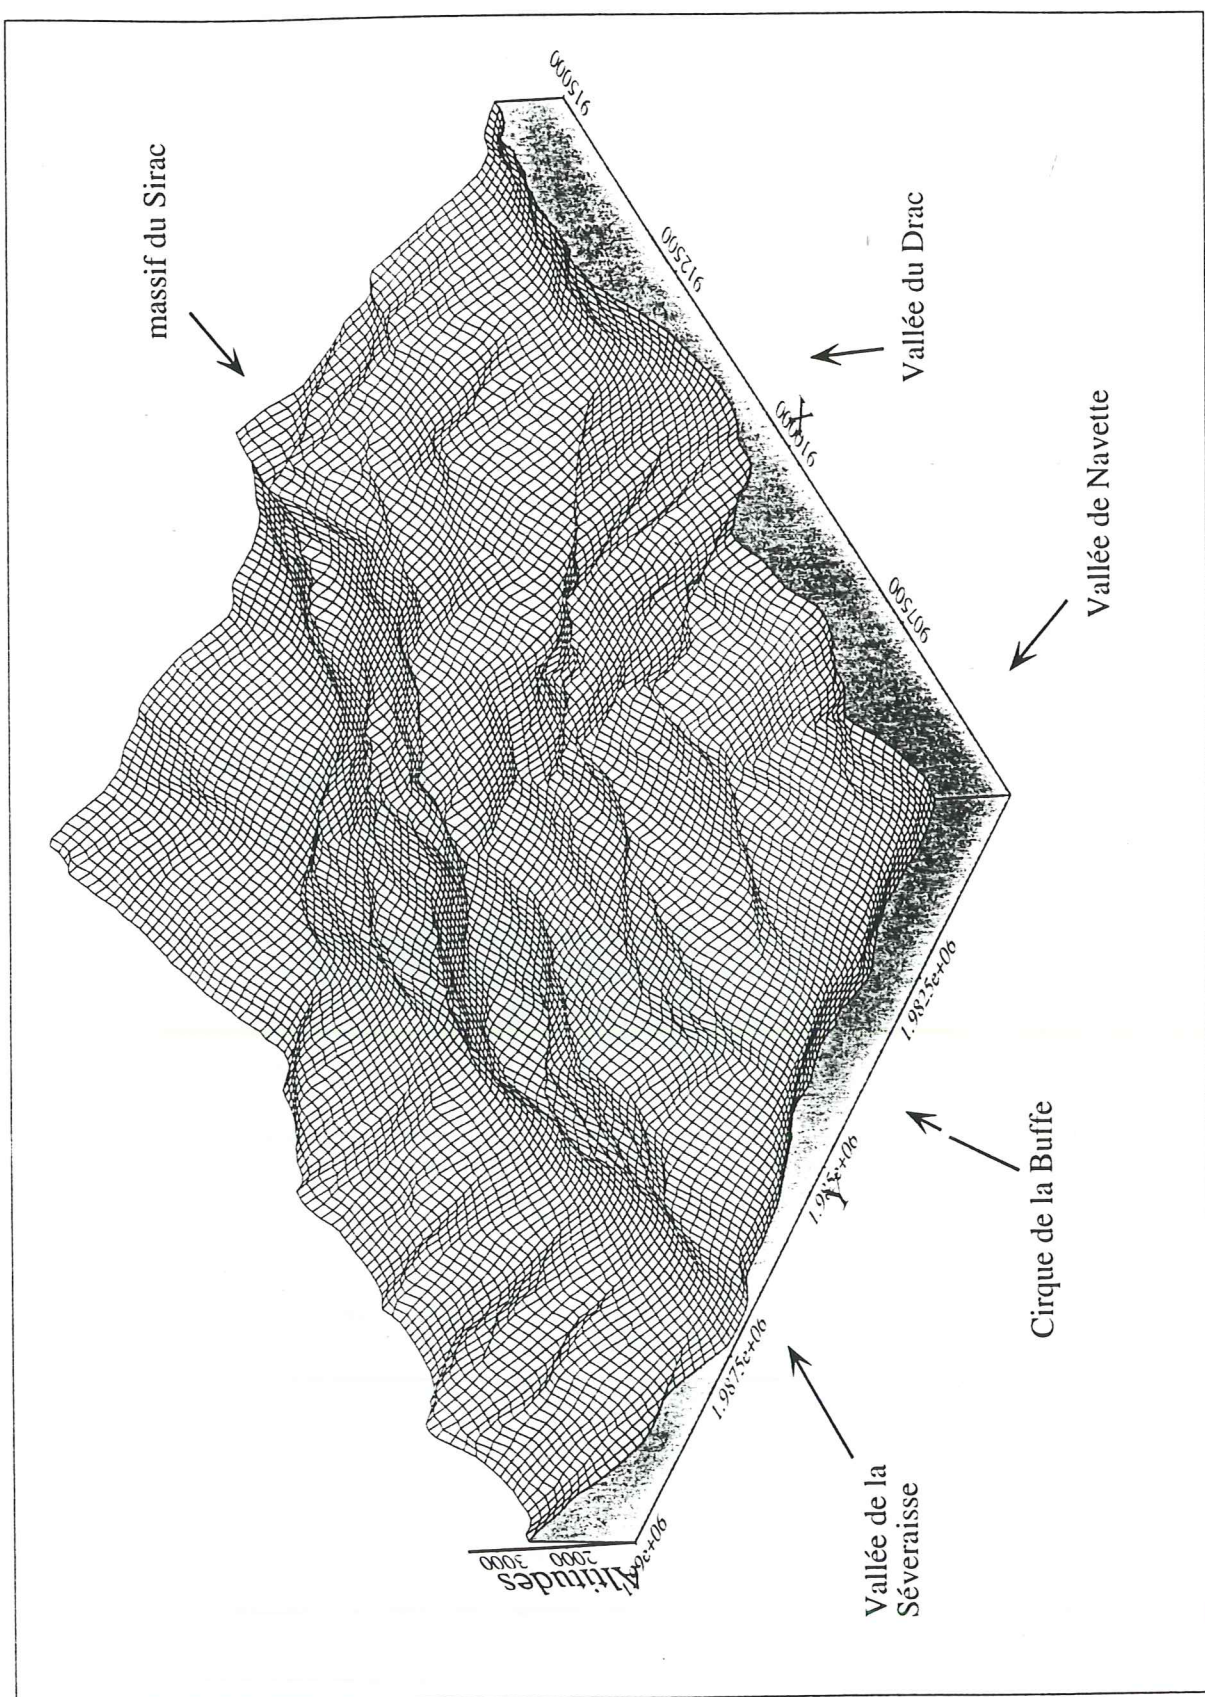 massif du Sirac
Altitudes
3000
2000
1.9875e+06
1.985e+06
Y
1.9825e+06
907500
910000
X
912500
915000
Vallée de la
Séveraisse
Cirque de la Buffe
Vallée de Navette
Vallée du Drac